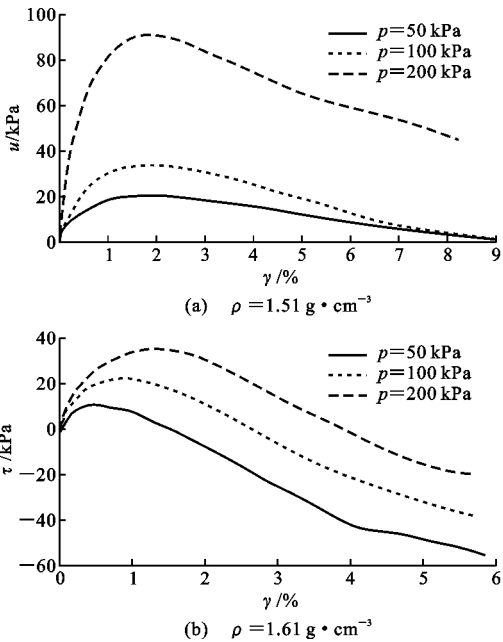 100
80
60
40
20
0
u/kPa
p=50 kPa
p=100 kPa
p=200 kPa
1 2 3 4 5 6 7 8 9
γ/%
(a) ρ=1.51 g·cm⁻³
40
20
0
−20
−40
−60
τ/kPa
p=50 kPa
p=100 kPa
p=200 kPa
0 1 2 3 4 5 6
γ/%
(b) ρ=1.61 g·cm⁻³